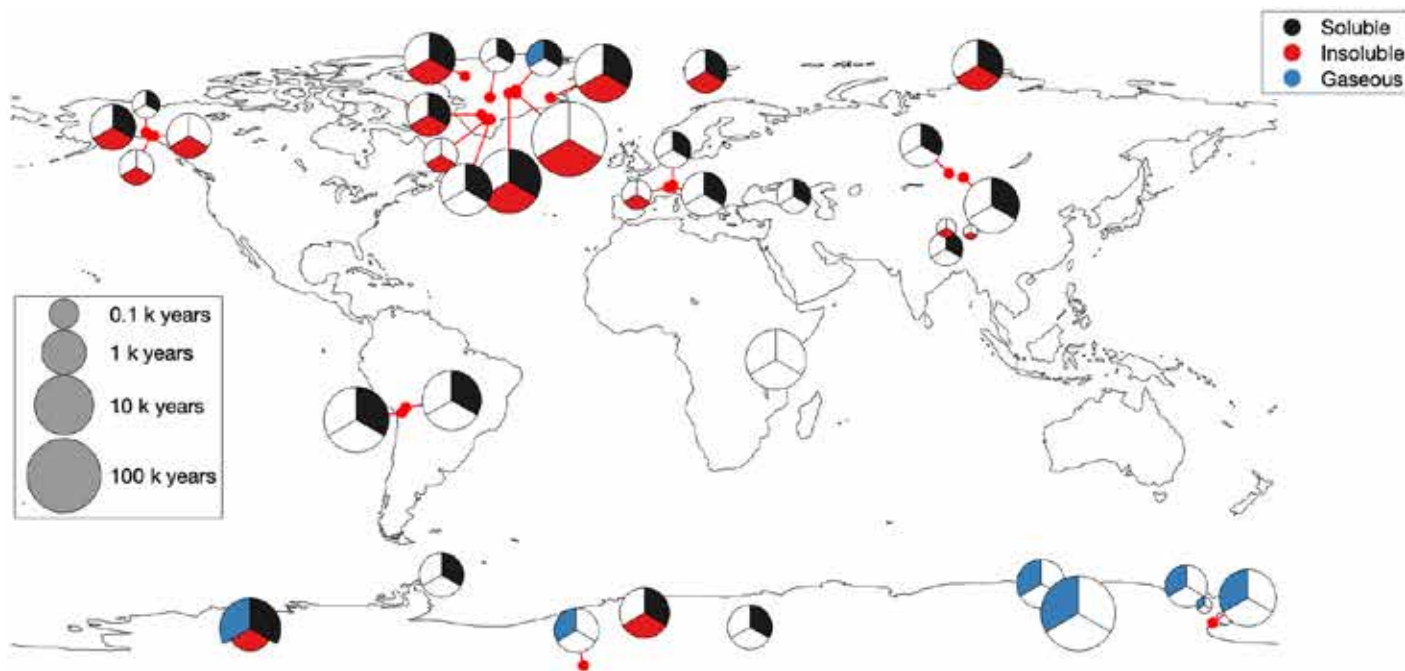 Soluble
Insoluble
Gaseous
0.1 k years
1 k years
10 k years
100 k years